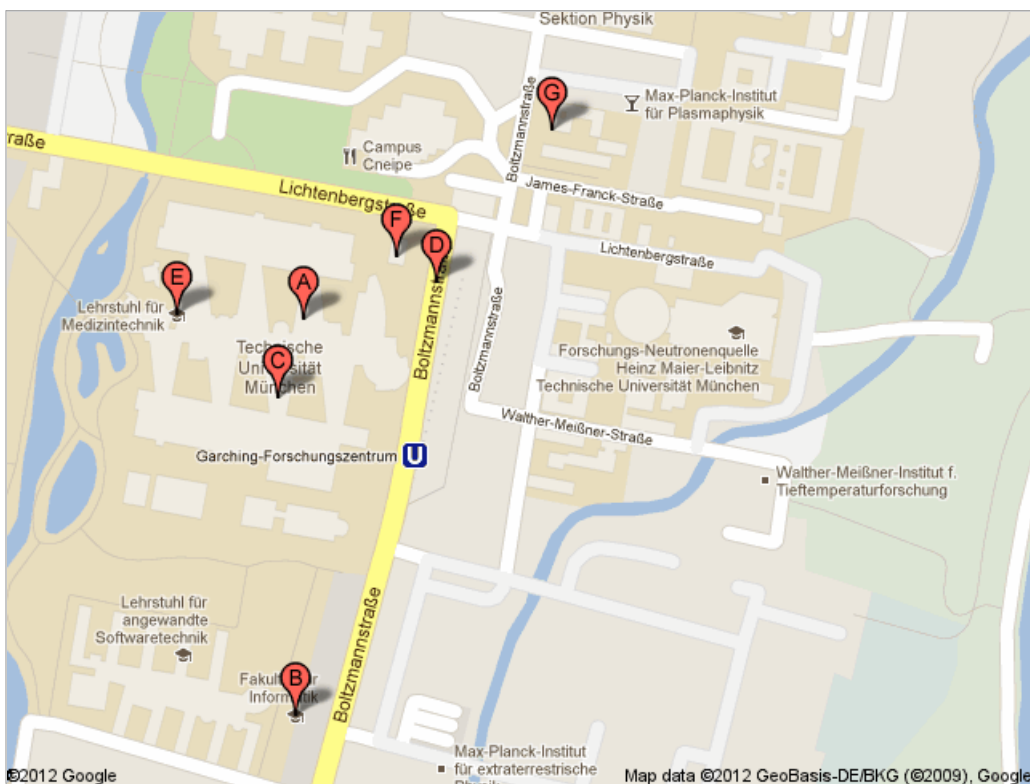 Sektion Physik
G
Max-Planck-Institut
für Plasmaphysik
Boltzmannstraße
raße
Campus
Cneipe
James-Franck-Straße
Lichtenbergstraße
F
D
Lichtenbergstraße
E
A
Lehrstuhl für
Medizintechnik
Boltzmannstraße
Boltzmannstraße
Technische
Universität
München
C
Forschungs-Neutronenquelle
Heinz Maier-Leibnitz
Technische Universität München
Walther-Meißner-Straße
Garching-Forschungszentrum U
Walther-Meißner-Institut f.
Tieftemperaturforschung
Lehrstuhl für
angewandte
Softwaretechnik
Boltzmannstraße
B
Fakultät für
Informatik
Max-Planck-Institut
für extraterrestrische
Physik
©2012 Google
Map data ©2012 GeoBasis-DE/BKG (©2009), Google